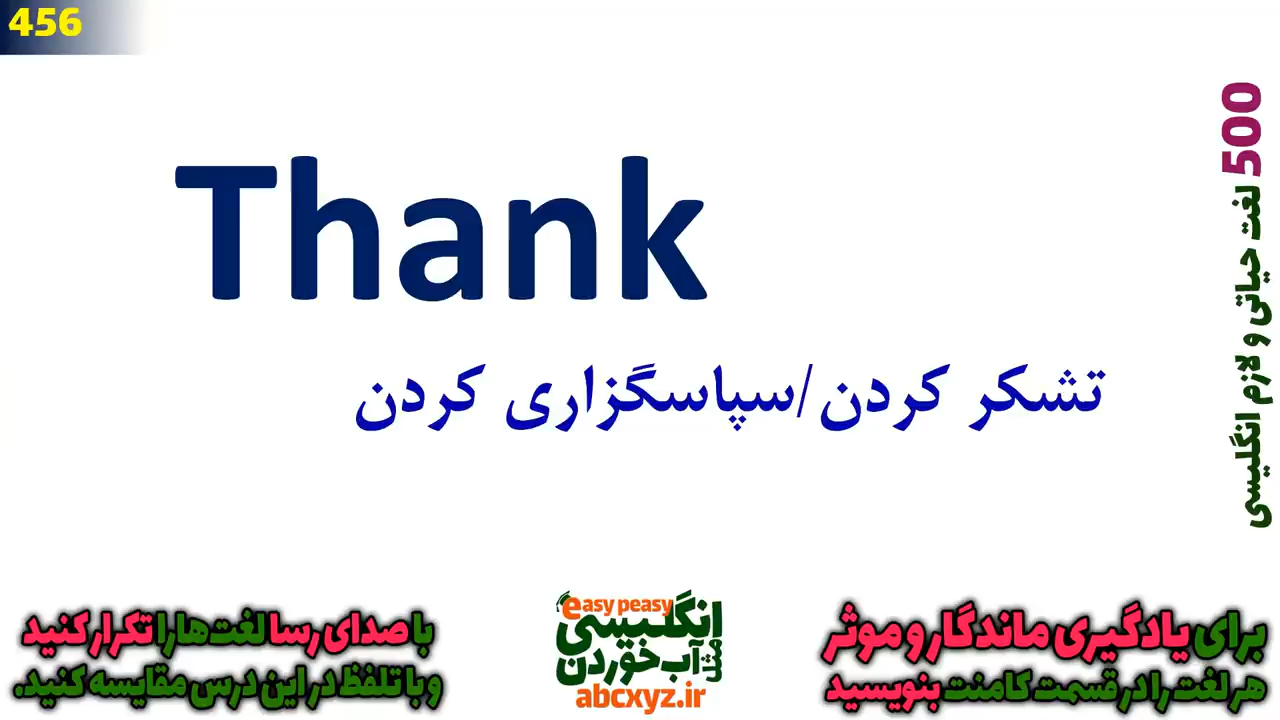 456
Thank
تشکر کردن/سپاسگزاری کردن
500 لغت حیاتی و لازم انگلیسی
برای یادگیری ماندگار و موثر
هر لغت را در قسمت کامنت بنویسید
easy peasy
انگلیسی
مثل
آب خوردن
abcxyz.ir
با صدای رسا لغت‌ها را تکرار کنید
و با تلفظ در این درس مقایسه کنید.